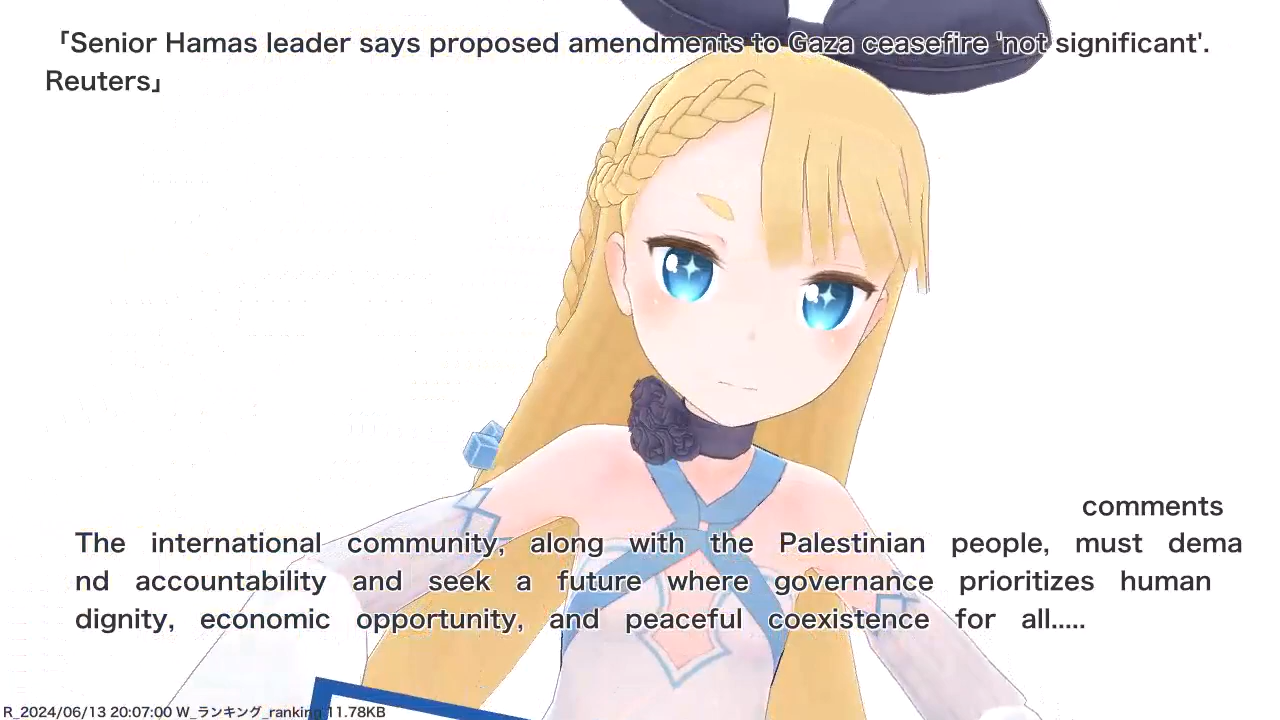 「Senior Hamas leader says proposed amendments to Gaza ceasefire 'not significant'.
Reuters」
comments
The international community, along with the Palestinian people, must dema
nd accountability and seek a future where governance prioritizes human
dignity, economic opportunity, and peaceful coexistence for all.....
R_2024/06/13 20:07:00 W_ランキング_ranking 11.78KB